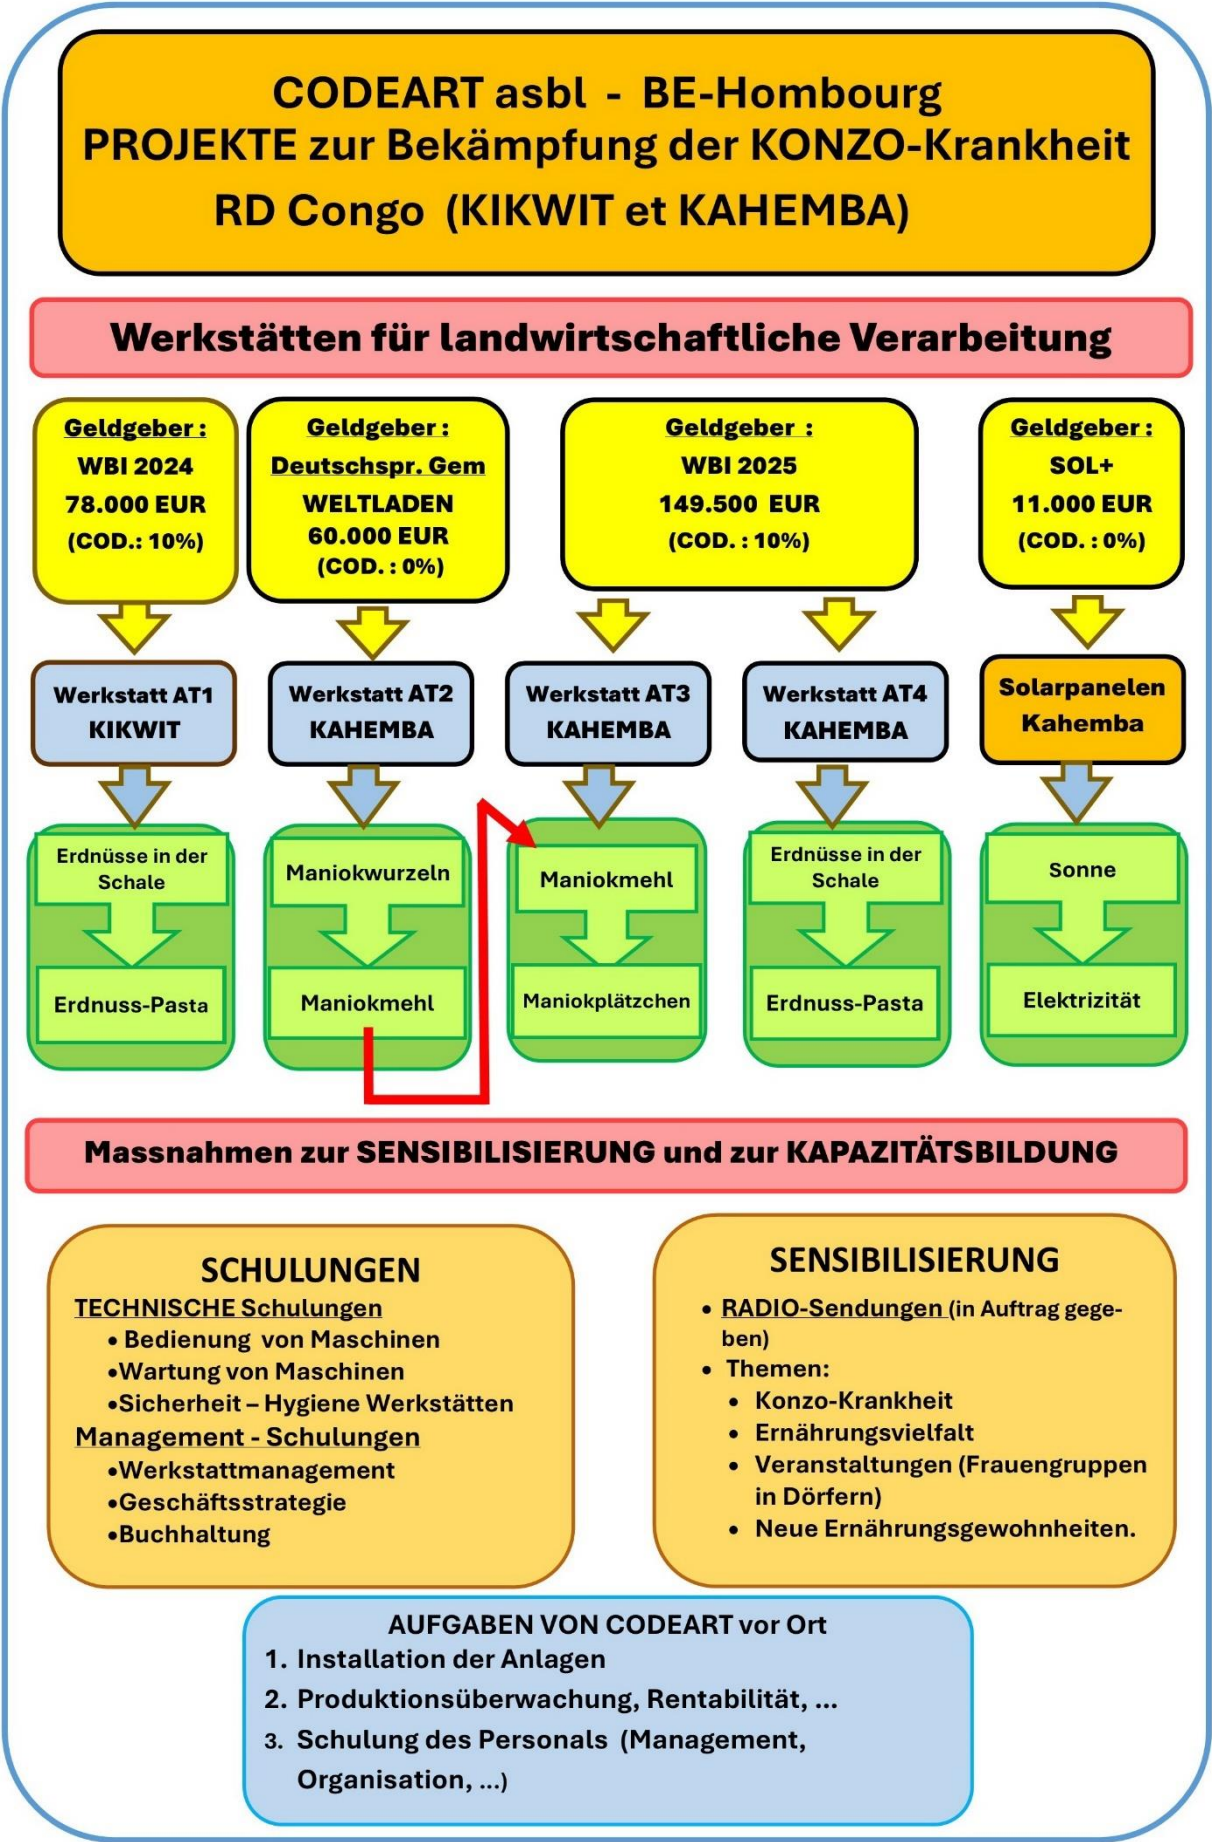 CODEART asbl - BE-Hombourg
PROJEKTE zur Bekämpfung der KONZO-Krankheit
RD Congo (KIKWIT et KAHEMBA)
Werkstätten für landwirtschaftliche Verarbeitung
Geldgeber :
WBI 2024
78.000 EUR
(COD.: 10%)
Geldgeber :
Deutschspr. Gem
WELTLADEN
60.000 EUR
(COD. : 0%)
Geldgeber :
WBI 2025
149.500 EUR
(COD. : 10%)
Geldgeber :
SOL+
11.000 EUR
(COD. : 0%)
Werkstatt AT1
KIKWIT
Werkstatt AT2
KAHEMBA
Werkstatt AT3
KAHEMBA
Werkstatt AT4
KAHEMBA
Solarpanelen
Kahemba
Erdnüsse in der
Schale
Erdnuss-Pasta
Maniokwurzeln
Maniokmehl
Maniokmehl
Maniokplätzchen
Erdnüsse in der
Schale
Erdnuss-Pasta
Sonne
Elektrizität
Massnahmen zur SENSIBILISIERUNG und zur KAPAZITÄTSBILDUNG
SCHULUNGEN
TECHNISCHE Schulungen
• Bedienung von Maschinen
•Wartung von Maschinen
•Sicherheit – Hygiene Werkstätten
Management - Schulungen
•Werkstattmanagement
•Geschäftsstrategie
•Buchhaltung
SENSIBILISIERUNG
• RADIO-Sendungen (in Auftrag gege-
ben)
• Themen:
• Konzo-Krankheit
• Ernährungsvielfalt
• Veranstaltungen (Frauengruppen
in Dörfern)
• Neue Ernährungsgewohnheiten.
AUFGABEN VON CODEART vor Ort
1. Installation der Anlagen
2. Produktionsüberwachung, Rentabilität, ...
3. Schulung des Personals (Management,
Organisation, ...)